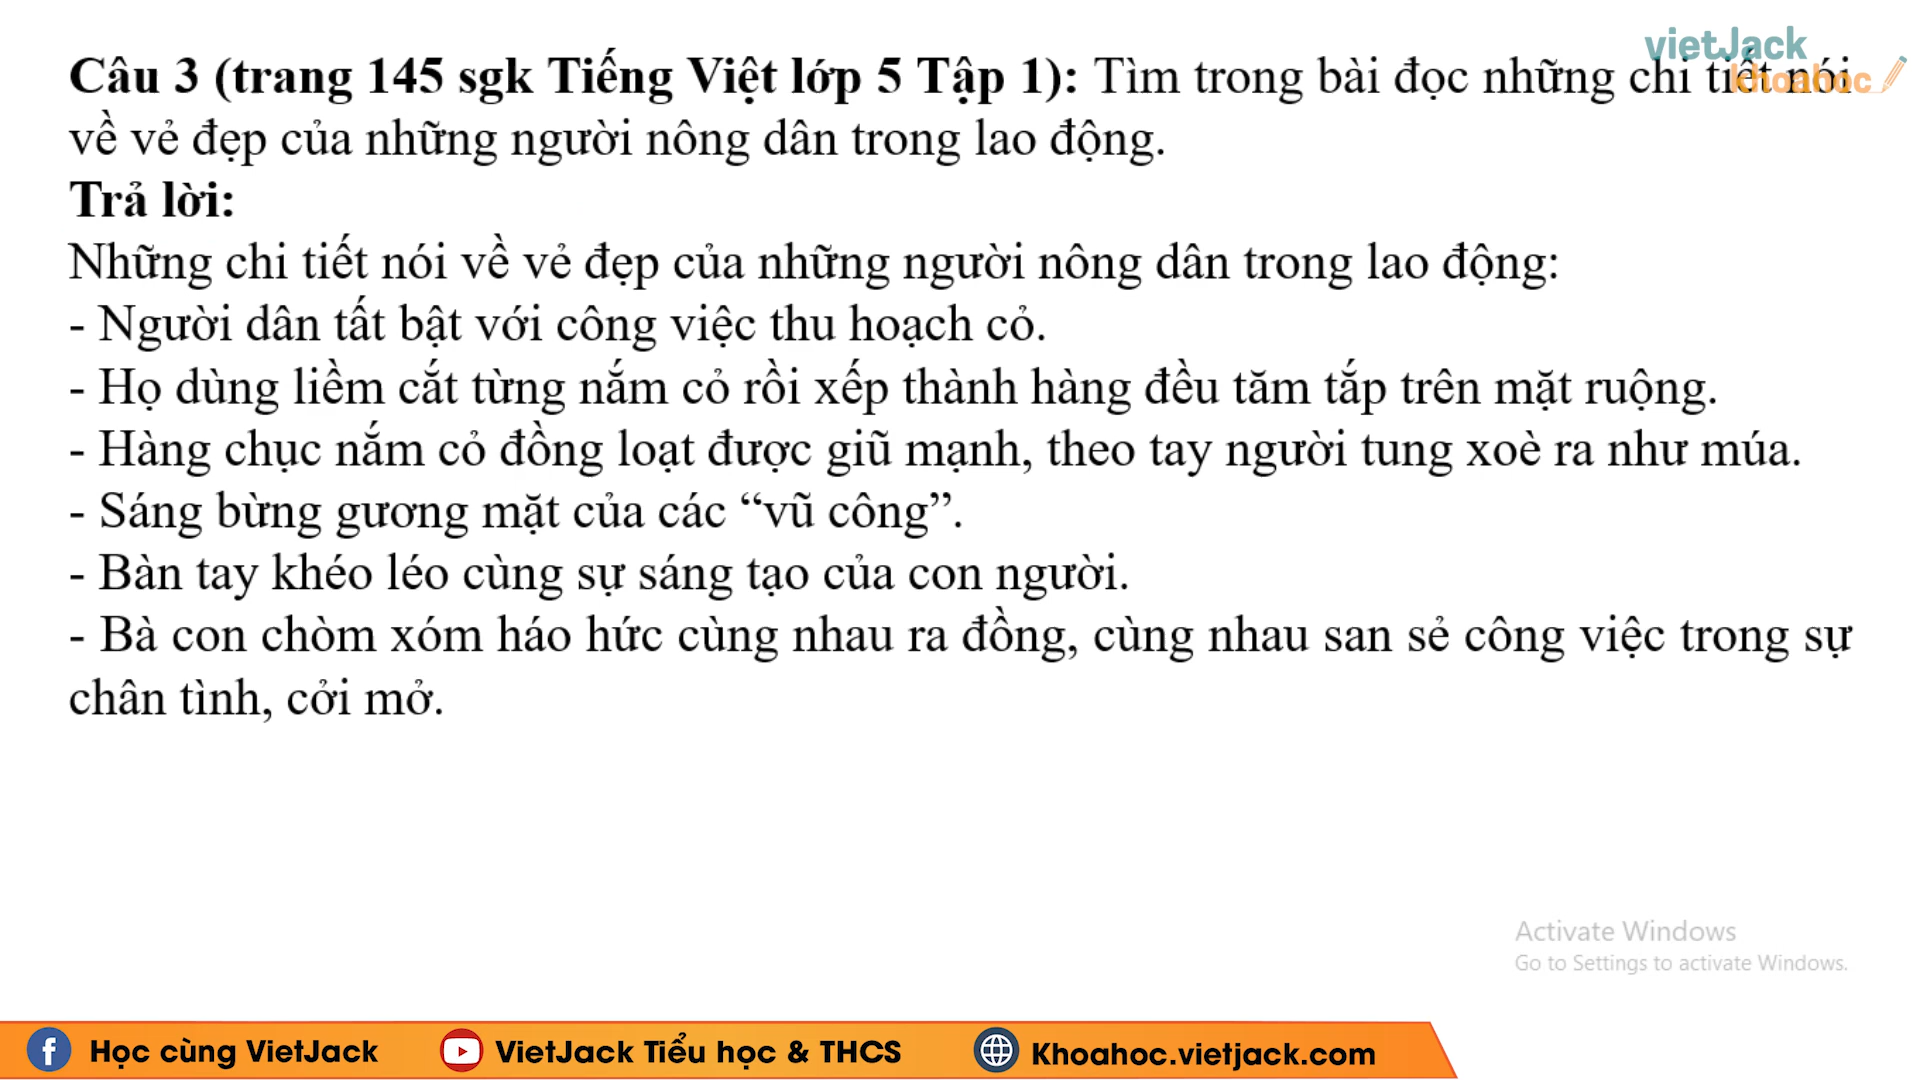 vietJack
khoahoc
Câu 3 (trang 145 sgk Tiếng Việt lớp 5 Tập 1): Tìm trong bài đọc những chi tiết nói
về vẻ đẹp của những người nông dân trong lao động.
Trả lời:
Những chi tiết nói về vẻ đẹp của những người nông dân trong lao động:
- Người dân tất bật với công việc thu hoạch cỏ.
- Họ dùng liềm cắt từng nắm cỏ rồi xếp thành hàng đều tăm tắp trên mặt ruộng.
- Hàng chục nắm cỏ đồng loạt được giũ mạnh, theo tay người tung xoè ra như múa.
- Sáng bừng gương mặt của các “vũ công”.
- Bàn tay khéo léo cùng sự sáng tạo của con người.
- Bà con chòm xóm háo hức cùng nhau ra đồng, cùng nhau san sẻ công việc trong sự
chân tình, cởi mở.
Activate Windows
Go to Settings to activate Windows.
Học cùng VietJack
VietJack Tiểu học & THCS
Khoahoc.vietjack.com